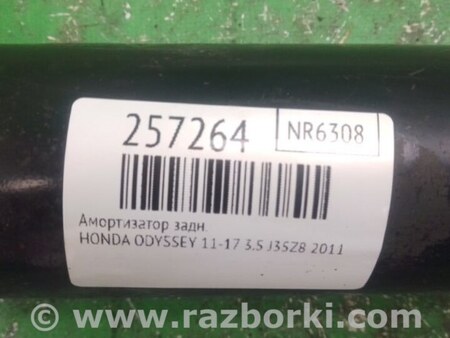 257264
NR6308
Амортизатор задн.
HONDA ODYSSEY 11-17 3.5 J35Z8 2011
© www.razborki.com/